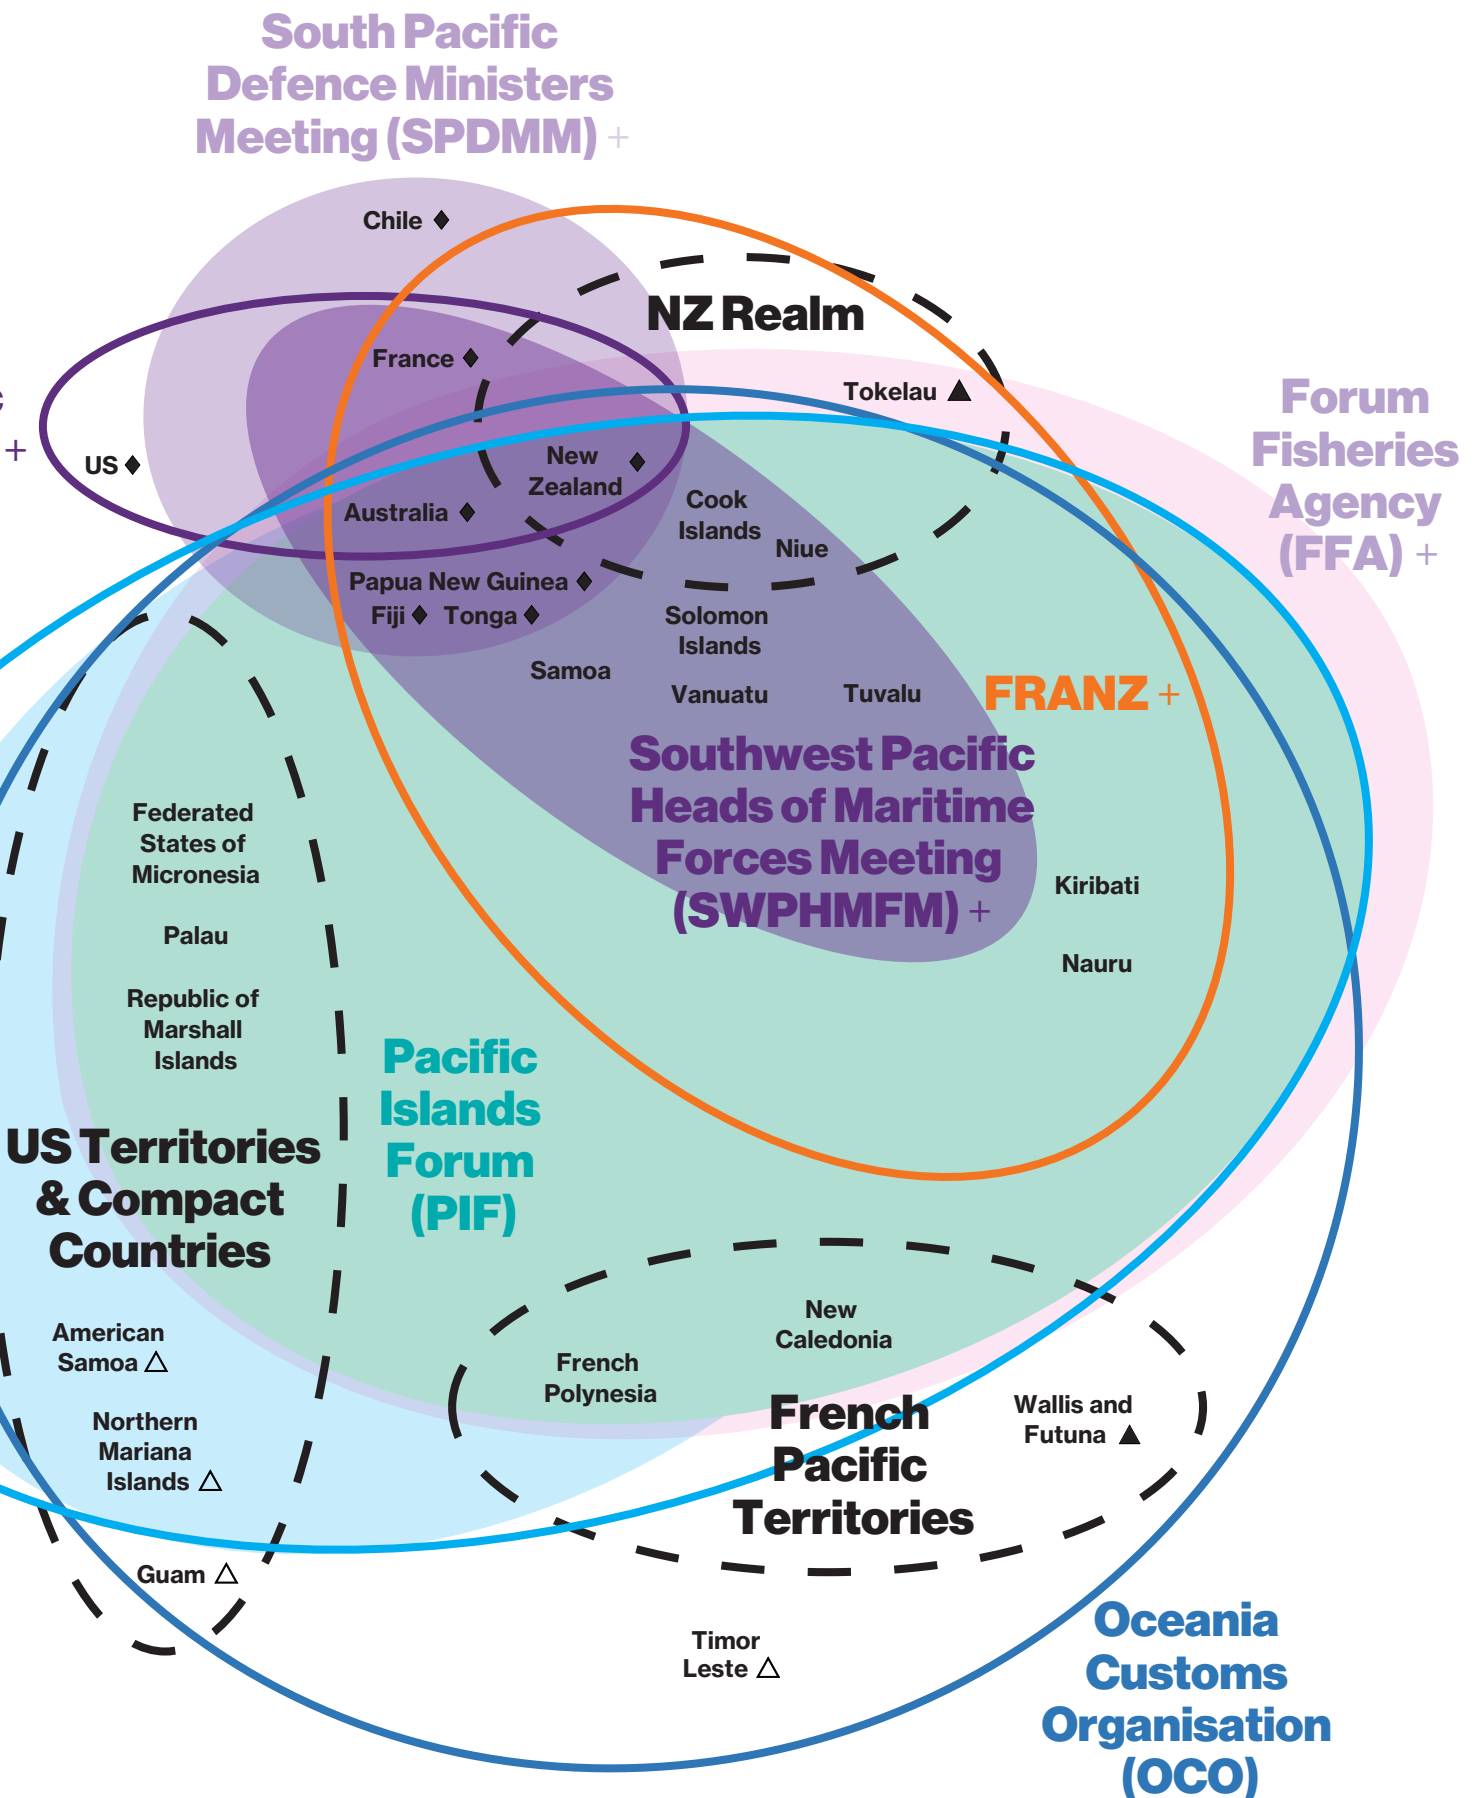 South Pacific
Defence Ministers
Meeting (SPDMM) +
Chile
NZ Realm
France
Tokelau
Forum
Fisheries
Agency
(FFA) +
+
US
New
Zealand
Australia
Cook
Islands
Niue
Papua New Guinea
Fiji
Tonga
Solomon
Islands
Samoa
Vanuatu
Tuvalu
FRANZ +
Southwest Pacific
Heads of Maritime
Forces Meeting
(SWPHMFM) +
Federated
States of
Micronesia
Kiribati
Palau
Nauru
Republic of
Marshall
Islands
Pacific
Islands
Forum
(PIF)
US Territories
& Compact
Countries
American
Samoa
New
Caledonia
French
Polynesia
French
Pacific
Territories
Wallis and
Futuna
Northern
Mariana
Islands
Guam
Timor
Leste
Oceania
Customs
Organisation
(OCO)